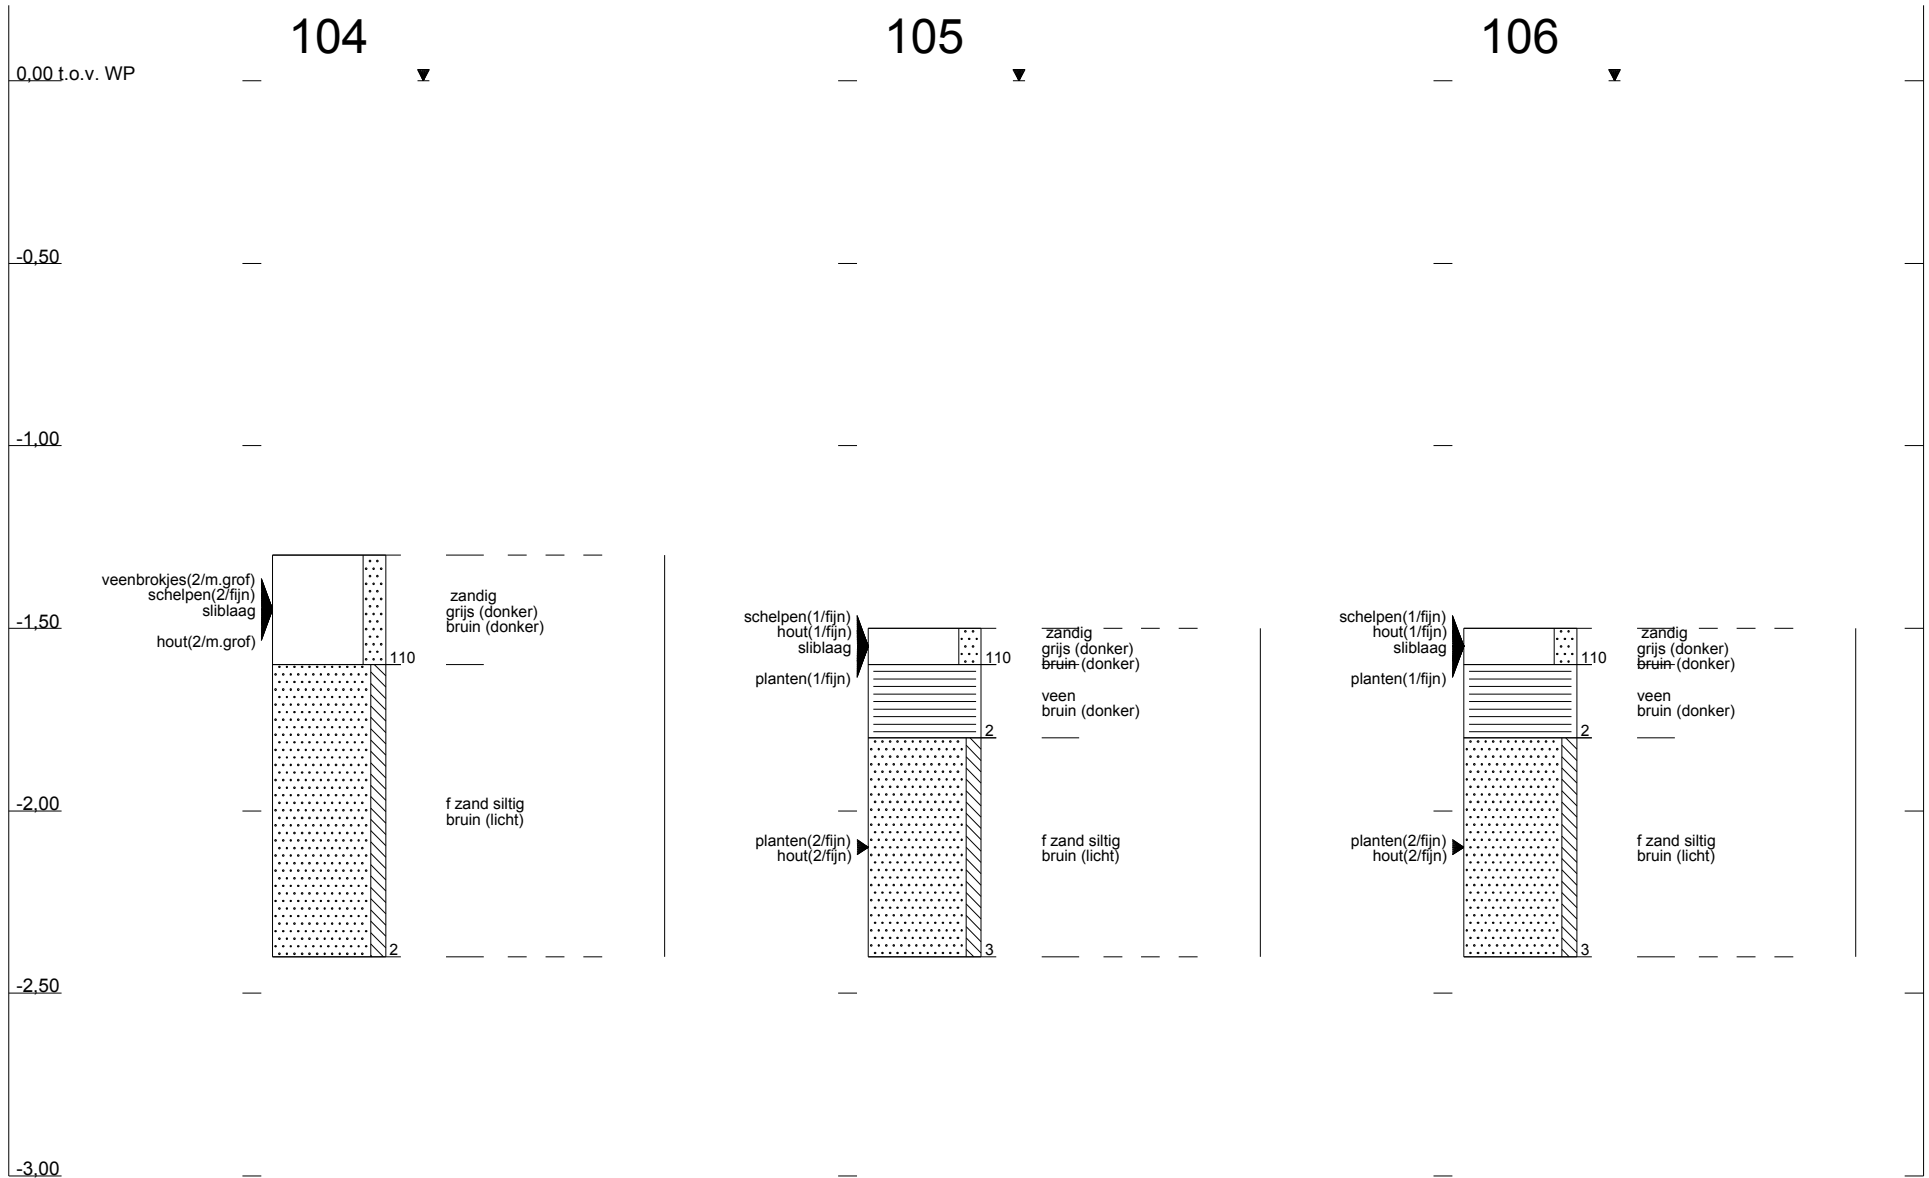 104
105
106
0,00 t.o.v. WP
-0,50
-1,00
-1,50
-2,00
-2,50
-3,00
veenbrokjes(2/m.grof)
schelpen(2/fijn)
sliblaag
hout(2/m.grof)
zandig
grijs (donker)
bruin (donker)
110
f zand siltig
bruin (licht)
2
schelpen(1/fijn)
hout(1/fijn)
sliblaag
planten(1/fijn)
zandig
grijs (donker)
bruin (donker)
110
veen
bruin (donker)
2
planten(2/fijn)
hout(2/fijn)
f zand siltig
bruin (licht)
3
schelpen(1/fijn)
hout(1/fijn)
sliblaag
planten(1/fijn)
zandig
grijs (donker)
bruin (donker)
110
veen
bruin (donker)
2
planten(2/fijn)
hout(2/fijn)
f zand siltig
bruin (licht)
3